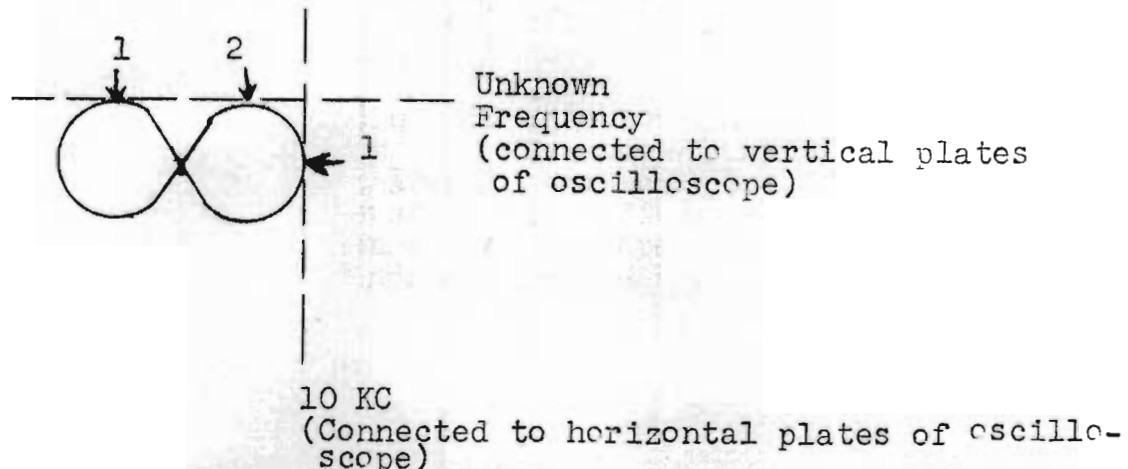 1 2
Unknown
Frequency
1
(connected to vertical plates
of oscilloscope)
10 KC
(Connected to horizontal plates of oscillo-
scope)